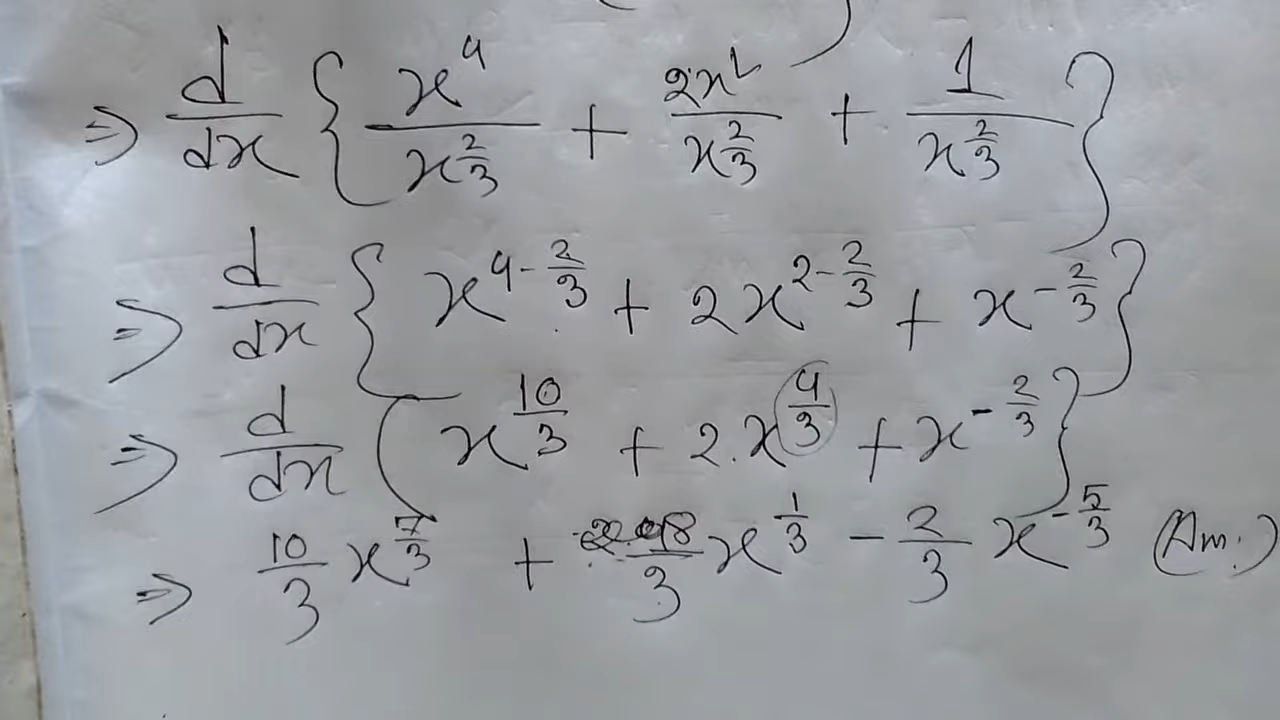 ⇒ d/dx { x^4/x^(2/3) + 2x^2/x^(2/3) + 1/x^(2/3) }
⇒ d/dx { x^(4-2/3) + 2x^(2-2/3) + x^(-2/3) }
⇒ d/dx ( x^(10/3) + 2.x^(4/3) + x^(-2/3) }
⇒ 10/3 x^(7/3) + 8/3 x^(1/3) - 2/3 x^(-5/3) (Ans.)